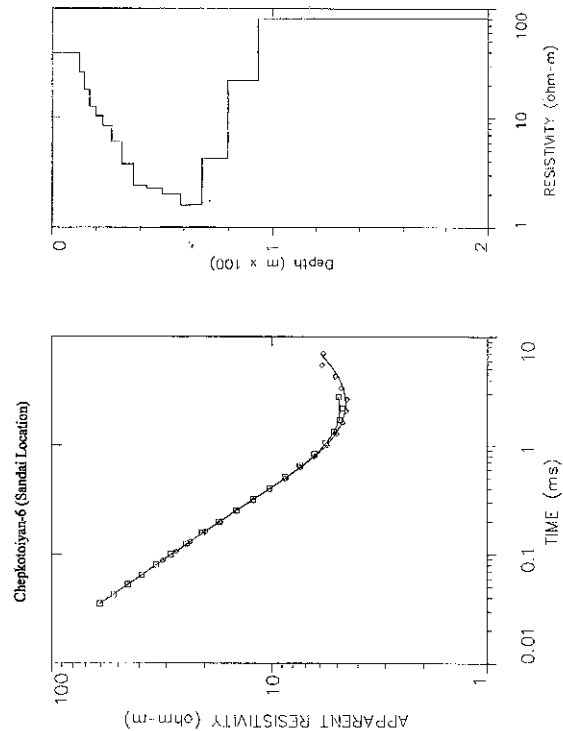 Chepkotoiyan-6 (Sandai Location)
APPARENT RESISTIVITY (ohm-m)
100
10
1
0.01
0.1
1
10
TIME (ms)
Depth (m x 100)
0
1
2
1
10
100
RESISTIVITY (ohm-m)